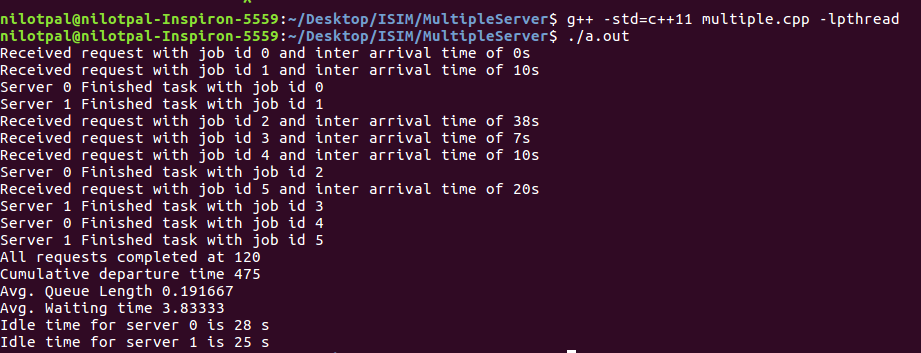 nilotpal@nilotpal-Inspiron-5559:~/Desktop/ISIM/MultipleServer$ g++ -std=c++11 multiple.cpp -lpthread
nilotpal@nilotpal-Inspiron-5559:~/Desktop/ISIM/MultipleServer$ ./a.out
Received request with job id 0 and inter arrival time of 0s
Received request with job id 1 and inter arrival time of 10s
Server 0 Finished task with job id 0
Server 1 Finished task with job id 1
Received request with job id 2 and inter arrival time of 38s
Received request with job id 3 and inter arrival time of 7s
Received request with job id 4 and inter arrival time of 10s
Server 0 Finished task with job id 2
Received request with job id 5 and inter arrival time of 20s
Server 1 Finished task with job id 3
Server 0 Finished task with job id 4
Server 1 Finished task with job id 5
All requests completed at 120
Cumulative departure time 475
Avg. Queue Length 0.191667
Avg. Waiting time 3.83333
Idle time for server 0 is 28 s
Idle time for server 1 is 25 s